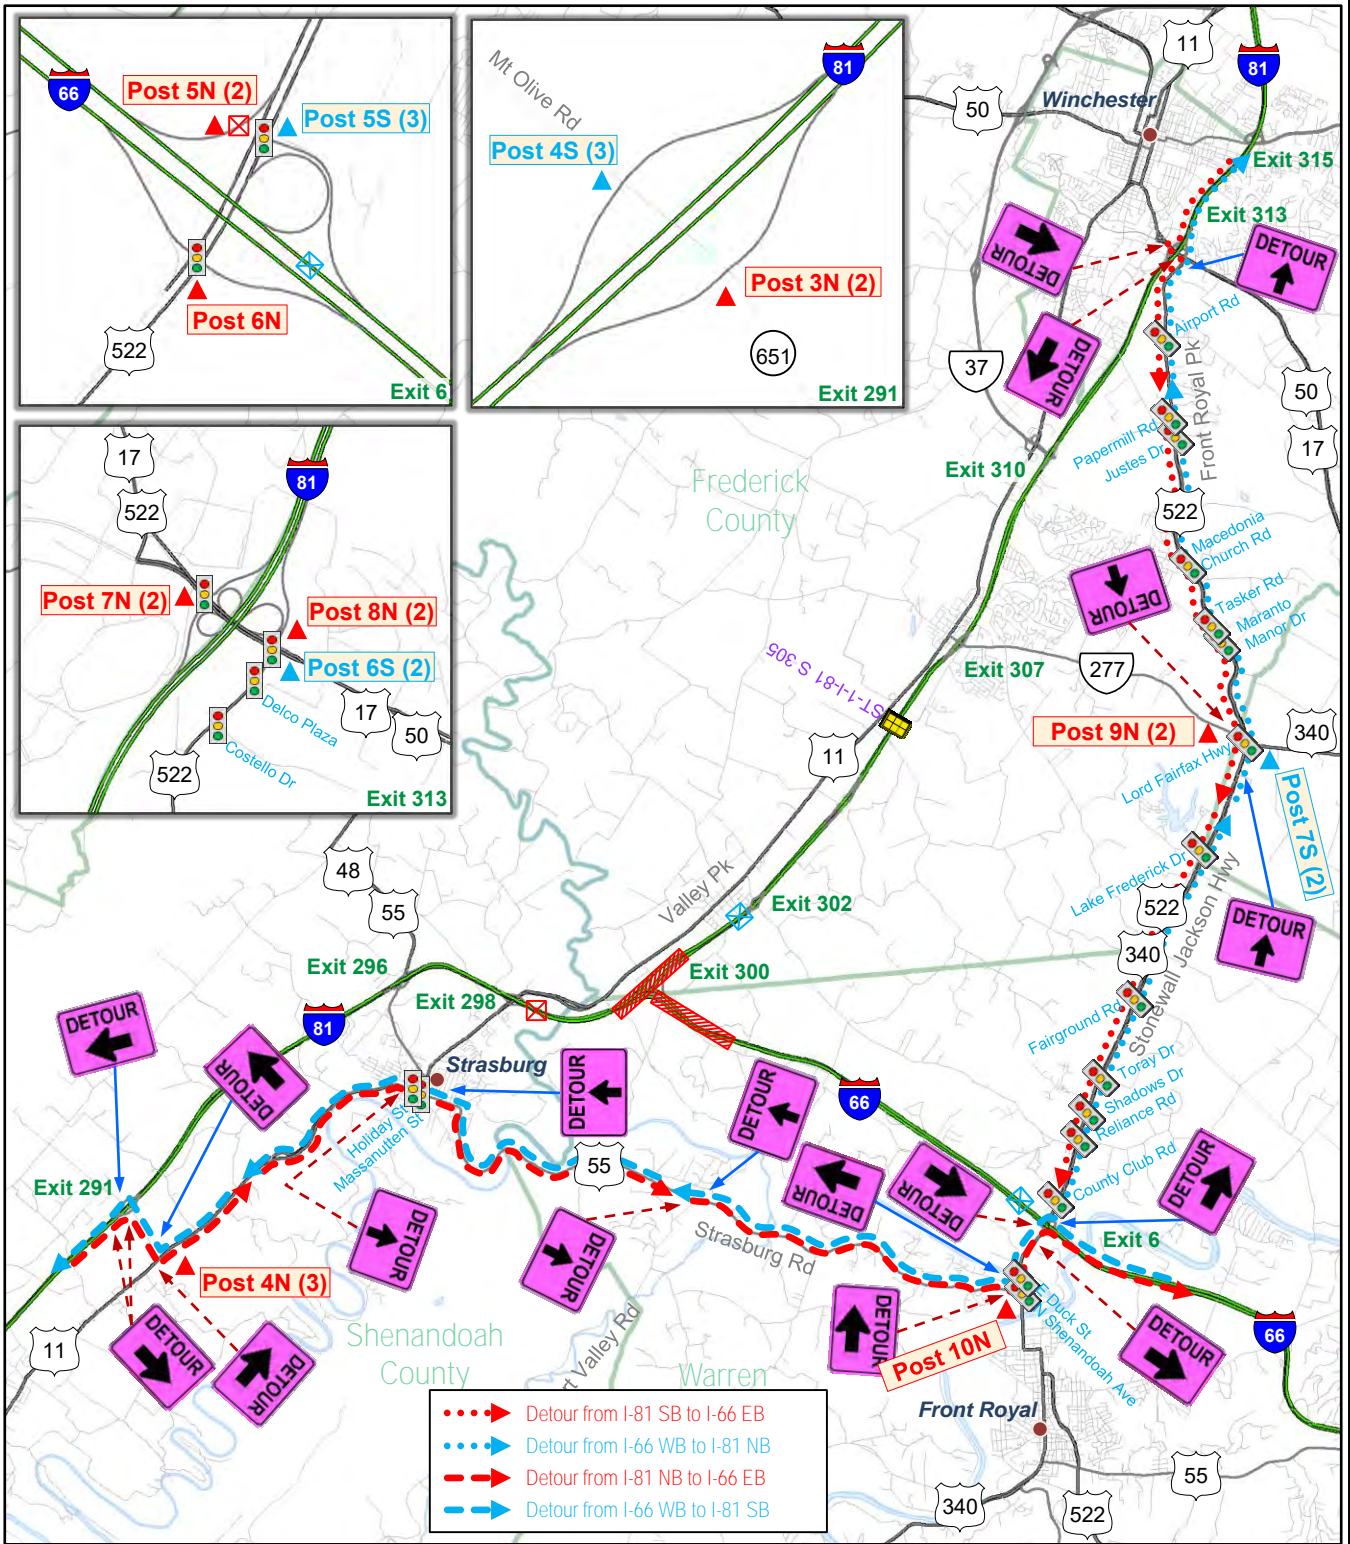 66
Post 5N (2)
Post 5S (3)
Post 6N
522
Exit 6
Mt Olive Rd
81
Post 4S (3)
Post 3N (2)
651
Exit 291
17
522
81
Post 7N (2)
Post 8N (2)
Post 6S (2)
Delco Plaza
17
50
Costello Dr
522
Exit 313
11
81
50
Winchester
Exit 315
Exit 313
DETOUR
DETOUR
DETOUR
Airport Rd
37
50
17
Front Royal Pk
Papermill Rd
Justes Dr
Exit 310
Frederick
County
522
Macedonia
Church Rd
DETOUR
Tasker Rd
Maranto
Manor Dr
ST-1-I-81 S 305
Exit 307
277
Post 9N (2)
340
11
Lord Fairfax Hwy
Post 7S (2)
Lake Frederick Dr
522
DETOUR
48
55
Valley Pk
Exit 302
340
Stonewall Jackson Hwy
Exit 296
Exit 300
Exit 298
81
DETOUR
DETOUR
Strasburg
DETOUR
DETOUR
66
Fairground Rd
Toray Dr
Shadows Dr
Reliance Rd
Holiday St
Massanutten St
55
County Club Rd
DETOUR
DETOUR
DETOUR
Exit 291
DETOUR
DETOUR
Strasburg Rd
Exit 6
Post 4N (3)
DETOUR
DETOUR
DETOUR
E Duck St
N Shenandoah Ave
DETOUR
66
11
Shenandoah
County
rt Valley Rd
Post 10N
Warren
Front Royal
Detour from I-81 SB to I-66 EB
Detour from I-66 WB to I-81 NB
Detour from I-81 NB to I-66 EB
Detour from I-66 WB to I-81 SB
55
340
522